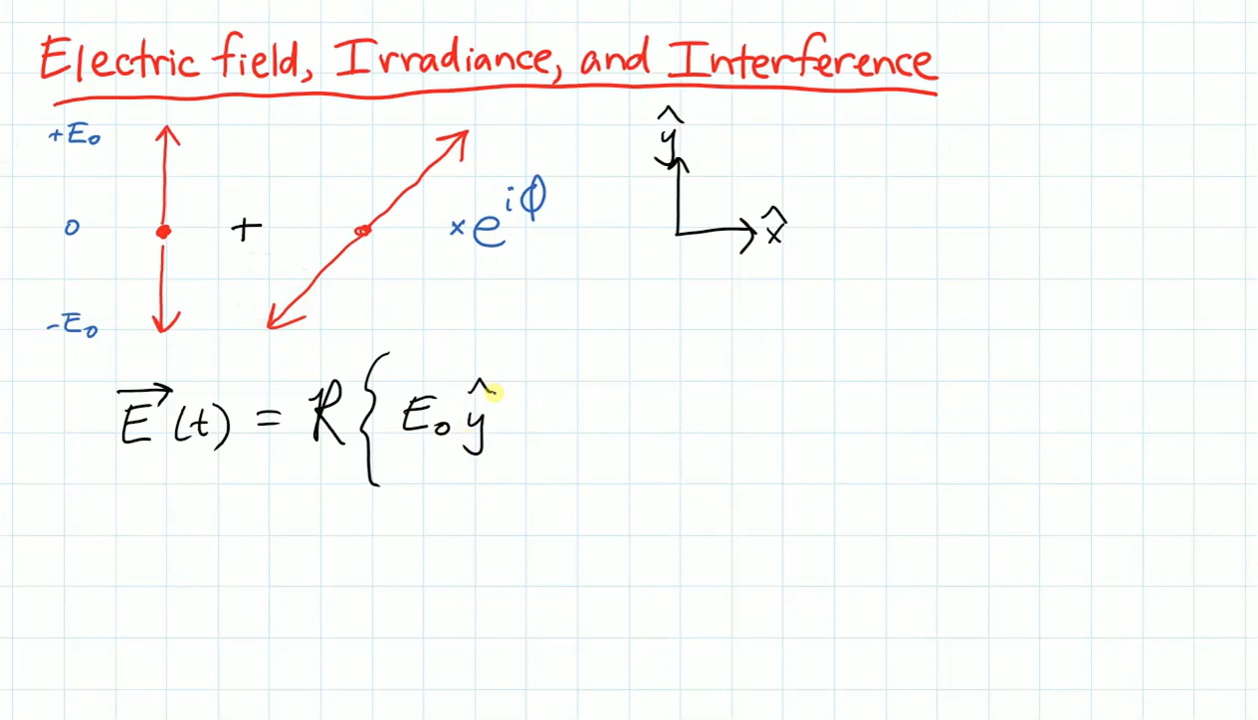 Electric field, Irradiance, and Interference
+E₀
0
-E₀
+
×e^{iϕ}
ŷ
x̂
E⃗(t) = ℛ{ E₀ŷ